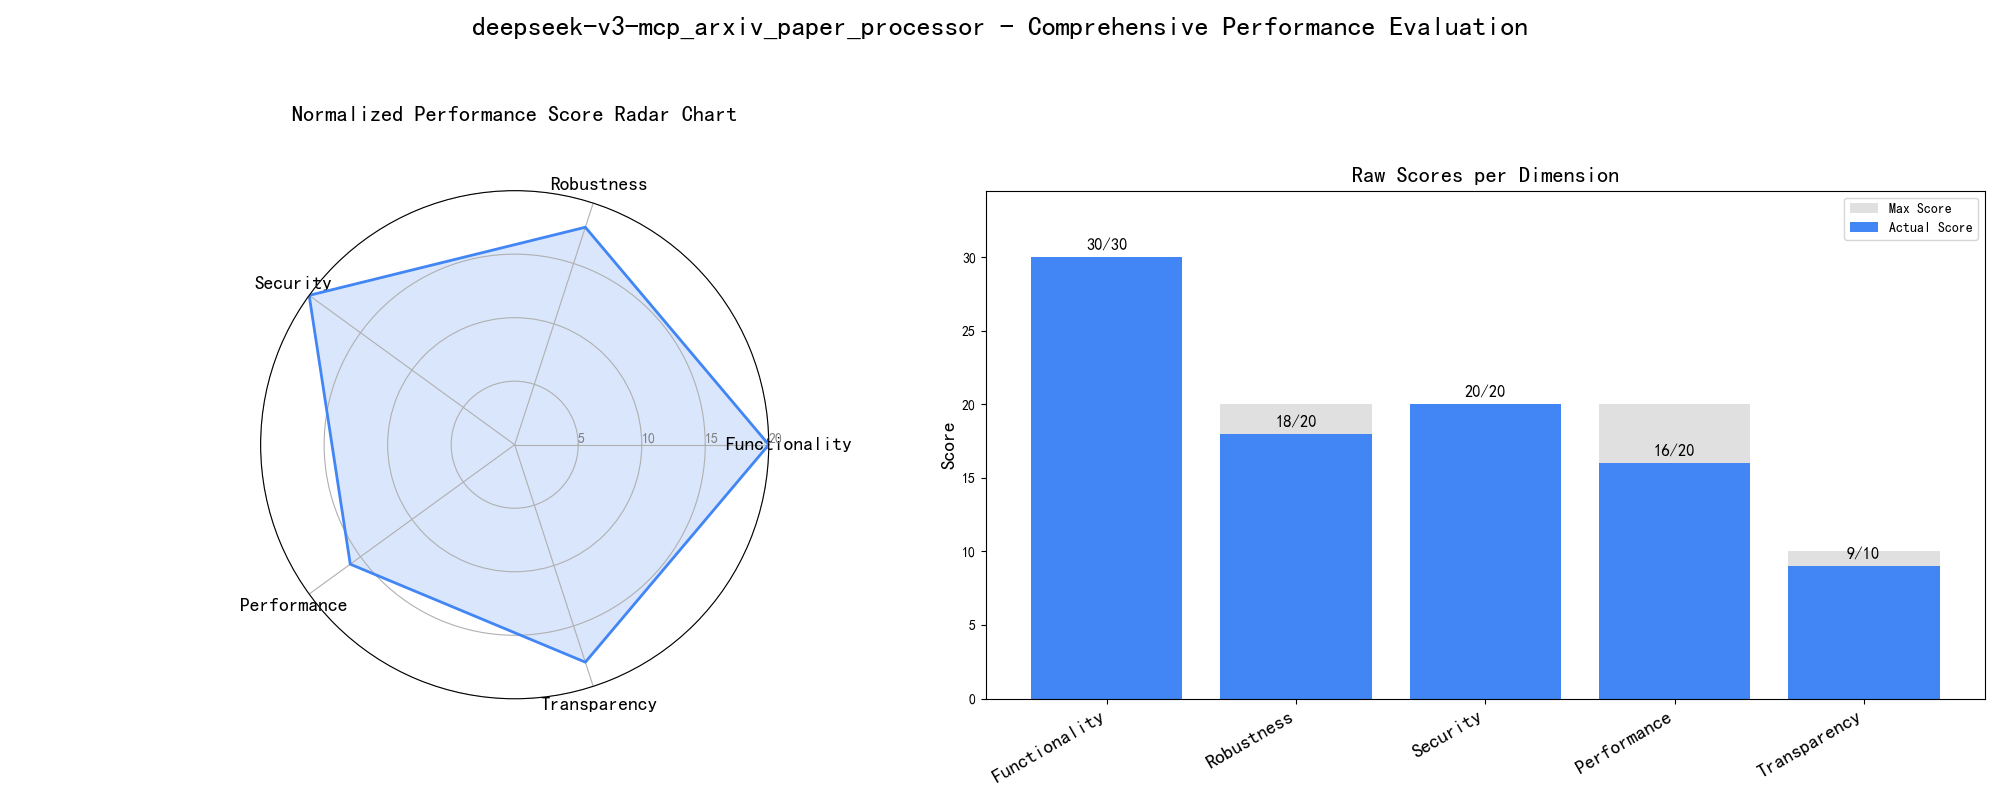 deepseek-v3-mcp_arxiv_paper_processor - Comprehensive Performance Evaluation
Normalized Performance Score Radar Chart
Robustness
Security
Functionality
5
10
15
20
Performance
Transparency
Raw Scores per Dimension
Max Score
Actual Score
30/30
18/20
20/20
16/20
9/10
Score
30
25
20
15
10
5
0
Functionality
Robustness
Security
Performance
Transparency